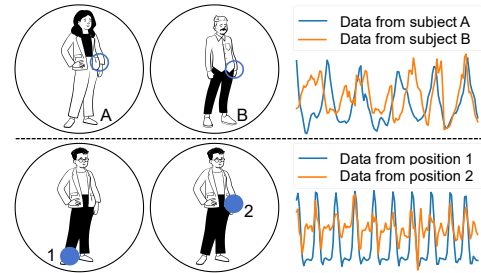 Data from subject A
Data from subject B
A
B
Data from position 1
Data from position 2
1
2